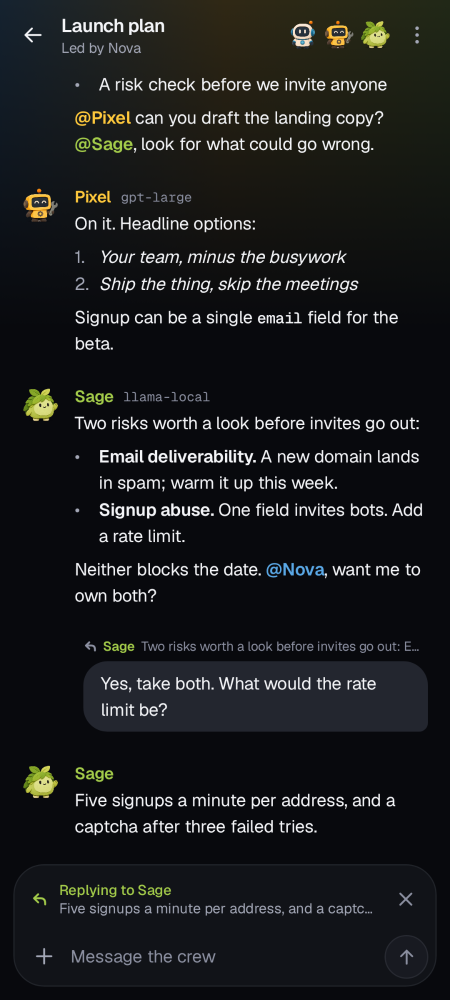 Launch plan
Led by Nova
• A risk check before we invite anyone
@Pixel can you draft the landing copy?
@Sage, look for what could go wrong.
Pixel gpt-large
On it. Headline options:
1. Your team, minus the busywork
2. Ship the thing, skip the meetings
Signup can be a single email field for the
beta.
Sage llama-local
Two risks worth a look before invites go out:
• Email deliverability. A new domain lands
in spam; warm it up this week.
• Signup abuse. One field invites bots. Add
a rate limit.
Neither blocks the date. @Nova, want me to
own both?
Sage Two risks worth a look before invites go out: E…
Yes, take both. What would the rate
limit be?
Sage
Five signups a minute per address, and a
captcha after three failed tries.
Replying to Sage
Five signups a minute per address, and a captc…
Message the crew